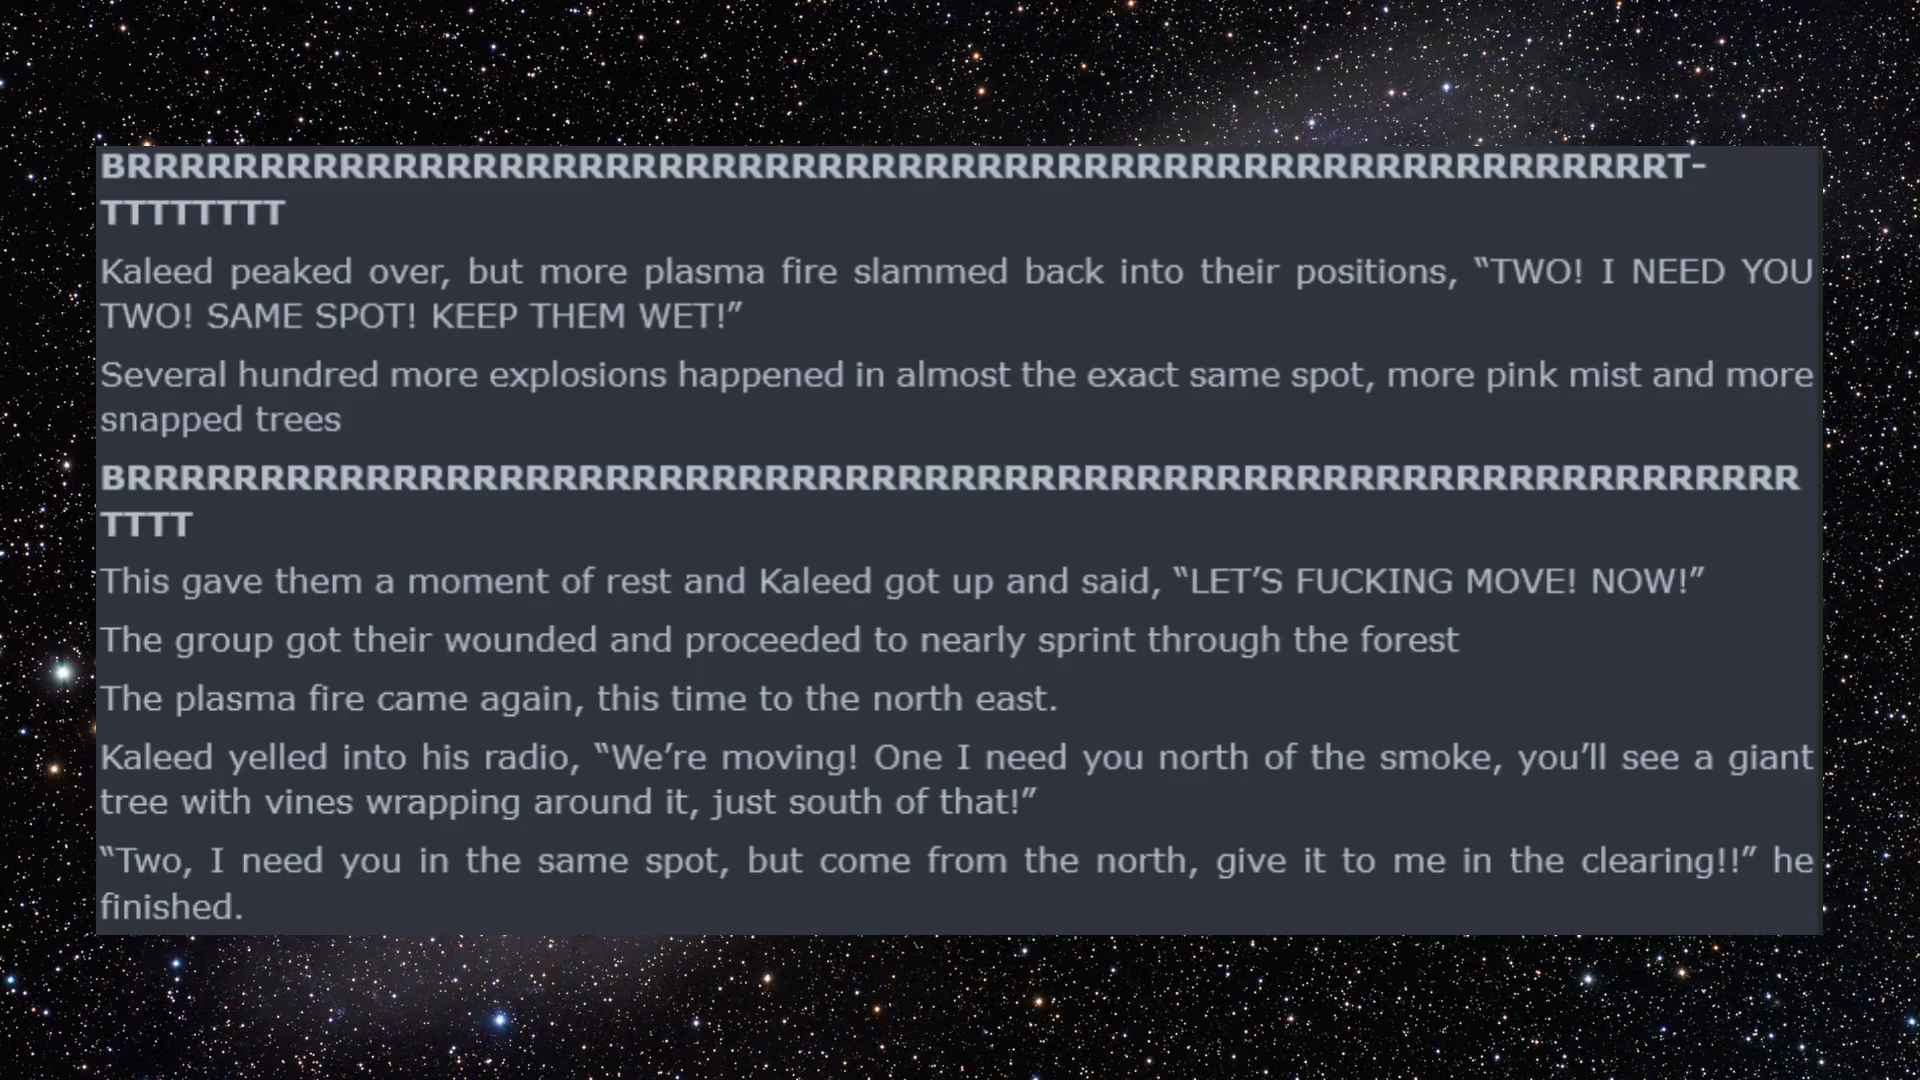 BRRRRRRRRRRRRRRRRRRRRRRRRRRRRRRRRRRRRRRRRRRRRRRRRRRRRRRRRRRT-
TTTTTTTT
Kaleed peaked over, but more plasma fire slammed back into their positions, “TWO! I NEED YOU
TWO! SAME SPOT! KEEP THEM WET!”
Several hundred more explosions happened in almost the exact same spot, more pink mist and more
snapped trees
BRRRRRRRRRRRRRRRRRRRRRRRRRRRRRRRRRRRRRRRRRRRRRRRRRRRRRRRRRRRRRRR
TTTT
This gave them a moment of rest and Kaleed got up and said, “LET’S FUCKING MOVE! NOW!”
The group got their wounded and proceeded to nearly sprint through the forest
The plasma fire came again, this time to the north east.
Kaleed yelled into his radio, “We’re moving! One I need you north of the smoke, you’ll see a giant
tree with vines wrapping around it, just south of that!”
“Two, I need you in the same spot, but come from the north, give it to me in the clearing!!” he
finished.